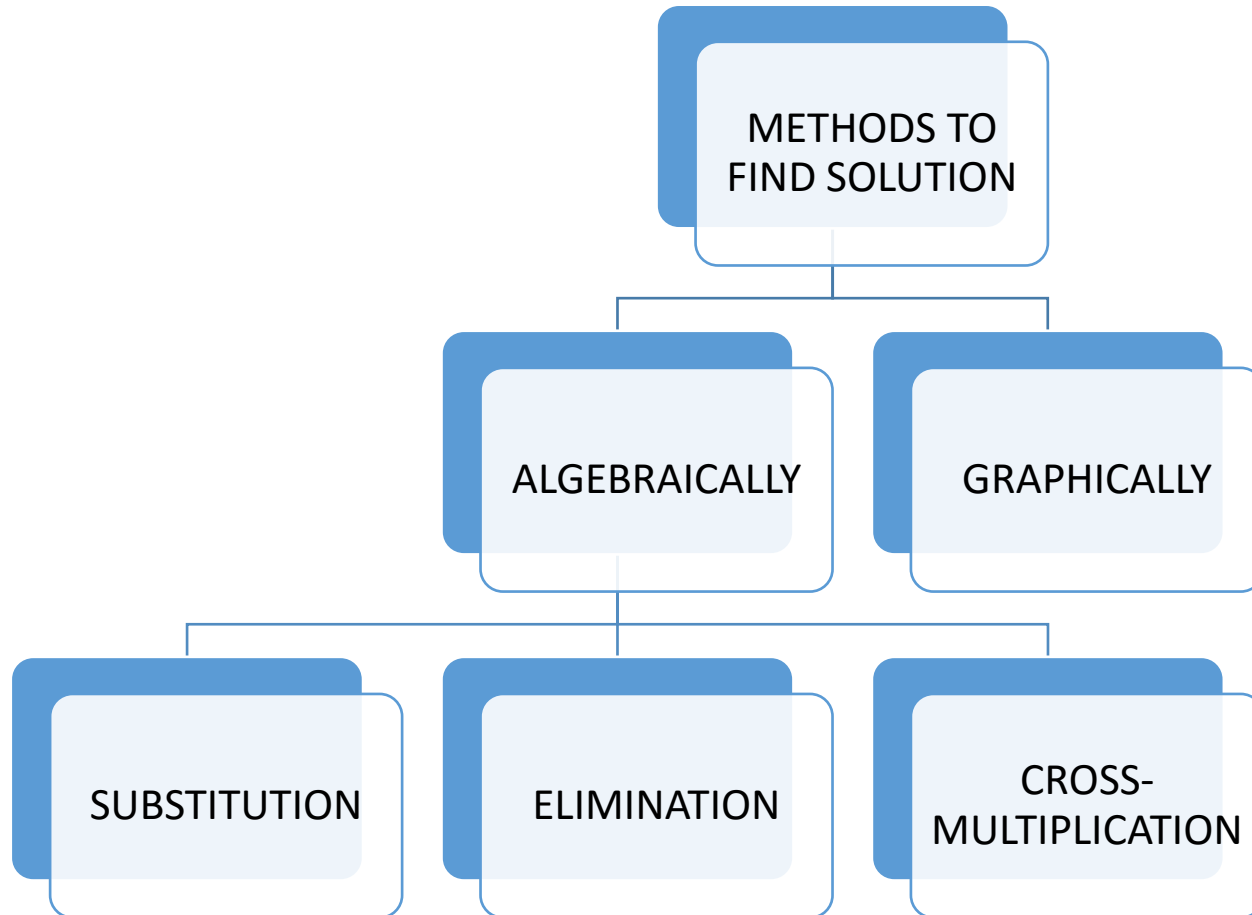 METHODS TO
FIND SOLUTION
ALGEBRAICALLY
GRAPHICALLY
SUBSTITUTION
ELIMINATION
CROSS-
MULTIPLICATION